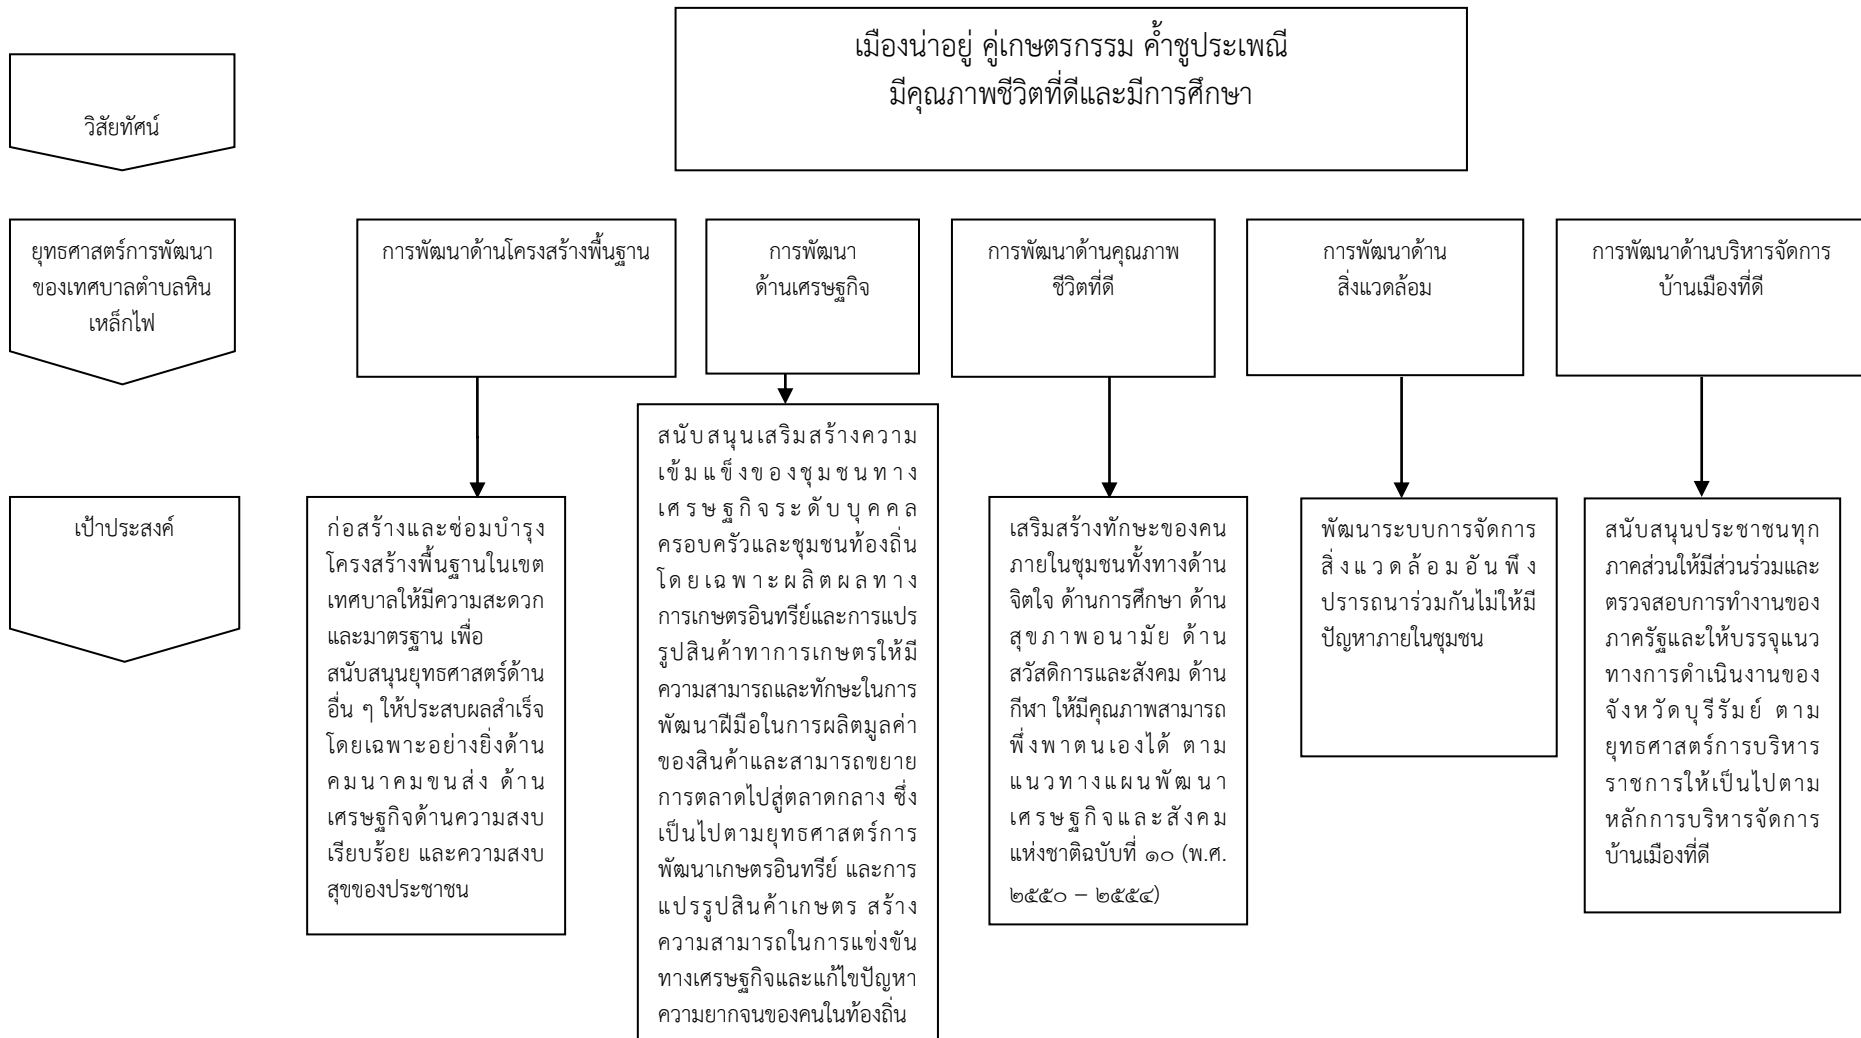 วิสัยทัศน์
เมืองน่าอยู่ คู่เกษตรกรรม ค้ำชูประเพณี
มีคุณภาพชีวิตที่ดีและมีการศึกษา
ยุทธศาสตร์การพัฒนา
ของเทศบาลตำบลหิน
เหล็กไฟ
การพัฒนาด้านโครงสร้างพื้นฐาน
การพัฒนา
ด้านเศรษฐกิจ
การพัฒนาด้านคุณภาพ
ชีวิตที่ดี
การพัฒนาด้าน
สิ่งแวดล้อม
การพัฒนาด้านบริหารจัดการ
บ้านเมืองที่ดี
เป้าประสงค์
ก่อสร้างและซ่อมบำรุง
โครงสร้างพื้นฐานในเขต
เทศบาลให้มีความสะดวก
และมาตรฐาน เพื่อ
สนับสนุนยุทธศาสตร์ด้าน
อื่น ๆ ให้ประสบผลสำเร็จ
โดยเฉพาะอย่างยิ่งด้าน
คมนาคมขนส่ง ด้าน
เศรษฐกิจด้านความสงบ
เรียบร้อย และความสงบ
สุขของประชาชน
สนับสนุนเสริมสร้างความ
เข้มแข็งของชุมชนทาง
เศรษฐกิจระดับบุคคล
ครอบครัวและชุมชนท้องถิ่น
โดยเฉพาะผลิตผลทาง
การเกษตรอินทรีย์และการแปร
รูปสินค้าทาการเกษตรให้มี
ความสามารถและทักษะในการ
พัฒนาฝีมือในการผลิตมูลค่า
ของสินค้าและสามารถขยาย
การตลาดไปสู่ตลาดกลาง ซึ่ง
เป็นไปตามยุทธศาสตร์การ
พัฒนาเกษตรอินทรีย์ และการ
แปรรูปสินค้าเกษตร สร้าง
ความสามารถในการแข่งขัน
ทางเศรษฐกิจและแก้ไขปัญหา
ความยากจนของคนในท้องถิ่น
เสริมสร้างทักษะของคน
ภายในชุมชนทั้งทางด้าน
จิตใจ ด้านการศึกษา ด้าน
สุขภาพอนามัย ด้าน
สวัสดิการและสังคม ด้าน
กีฬา ให้มีคุณภาพสามารถ
พึ่งพาตนเองได้ ตาม
แนวทางแผนพัฒนา
เศรษฐกิจและสังคม
แห่งชาติฉบับที่ ๑๐ (พ.ศ.
๒๕๕๐ – ๒๕๕๔)
พัฒนาระบบการจัดการ
สิ่งแวดล้อมอันพึง
ปรารถนาร่วมกันไม่ให้มี
ปัญหาภายในชุมชน
สนับสนุนประชาชนทุก
ภาคส่วนให้มีส่วนร่วมและ
ตรวจสอบการทำงานของ
ภาครัฐและให้บรรจุแนว
ทางการดำเนินงานของ
จังหวัดบุรีรัมย์ ตาม
ยุทธศาสตร์การบริหาร
ราชการให้เป็นไปตาม
หลักการบริหารจัดการ
บ้านเมืองที่ดี